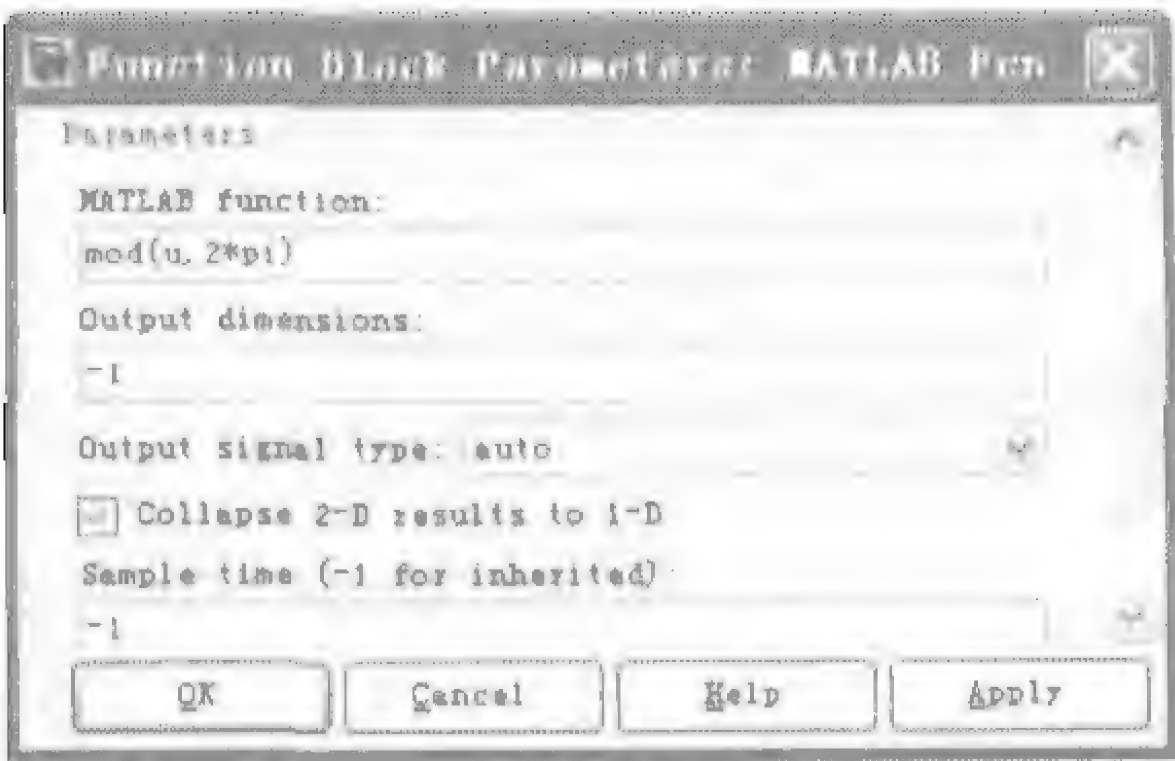 Function Block Parameters: MATLAB Fcn
Parameters
MATLAB function:
mod(u,2*pi)
Output dimensions:
-1
Output signal type: auto
Collapse 2-D results to 1-D
Sample time (-1 for inherited)
-1
OK
Cancel
Help
Apply